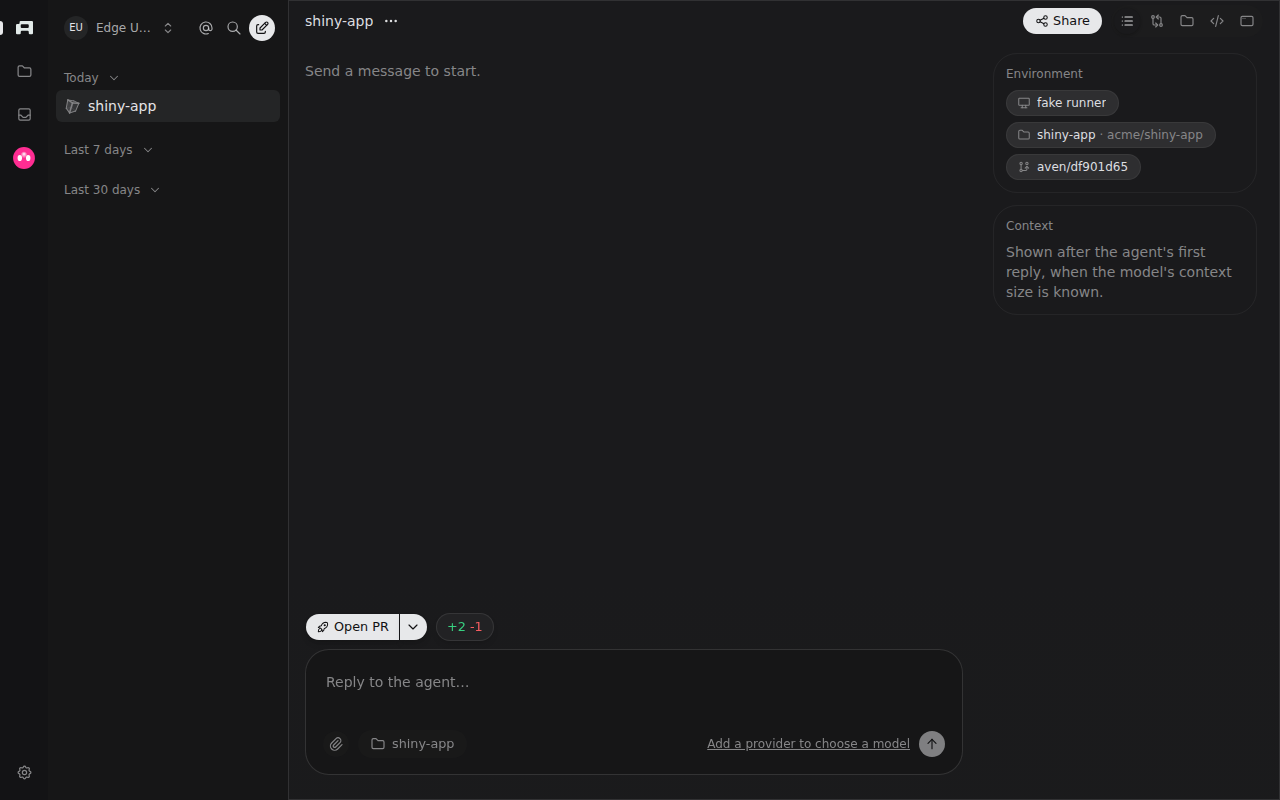 EU Edge U...
Today
shiny-app
Last 7 days
Last 30 days
shiny-app
Share
Send a message to start.
Environment
fake runner
shiny-app · acme/shiny-app
aven/df901d65
Context
Shown after the agent's first
reply, when the model's context
size is known.
Open PR
+2 -1
Reply to the agent...
shiny-app
Add a provider to choose a model